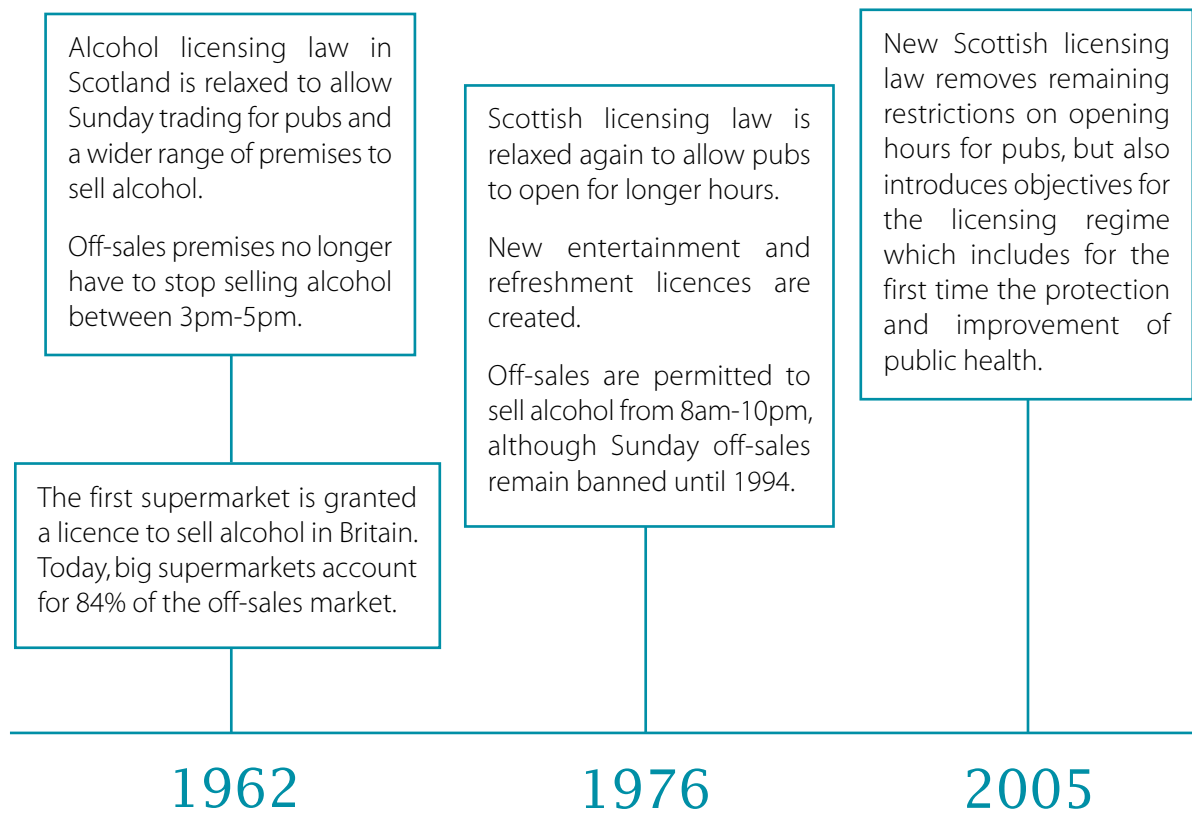 Alcohol licensing law in
Scotland is relaxed to allow
Sunday trading for pubs and
a wider range of premises to
sell alcohol.
Off-sales premises no longer
have to stop selling alcohol
between 3pm-5pm.
The first supermarket is granted
a licence to sell alcohol in Britain.
Today, big supermarkets account
for 84% of the off-sales market.
1962
Scottish licensing law is
relaxed again to allow pubs
to open for longer hours.
New entertainment and
refreshment licences are
created.
Off-sales are permitted to
sell alcohol from 8am-10pm,
although Sunday off-sales
remain banned until 1994.
1976
New Scottish licensing
law removes remaining
restrictions on opening
hours for pubs, but also
introduces objectives for
the licensing regime
which includes for the
first time the protection
and improvement of
public health.
2005